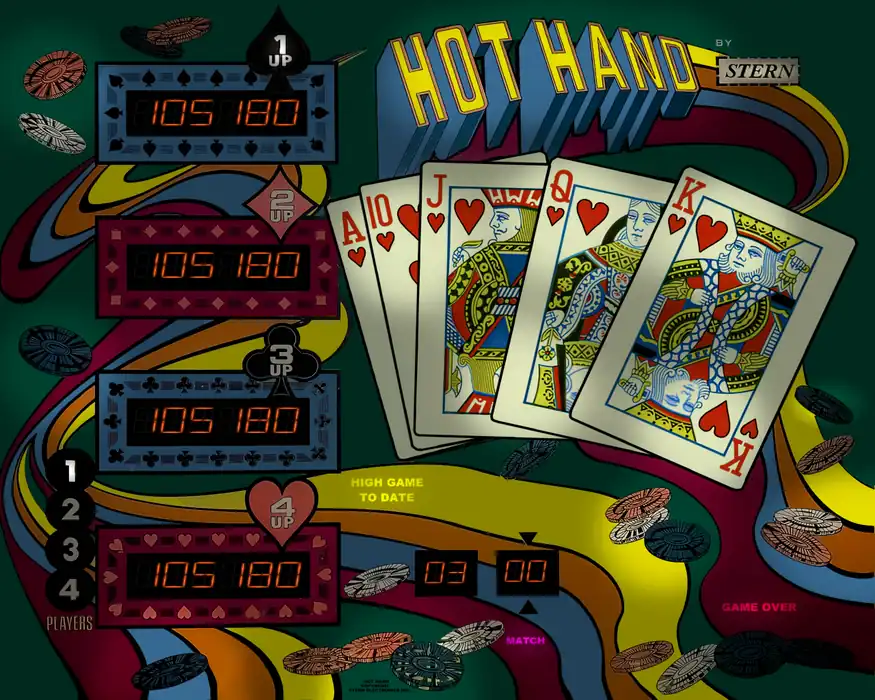 1
UP
105 180
HOT HAND
BY
STERN
2
UP
105 180
A
10
J
Q
K
3
UP
105 180
K
1
2
3
4
PLAYERS
HIGH GAME
TO DATE
4
UP
105 180
03
00
GAME OVER
MATCH